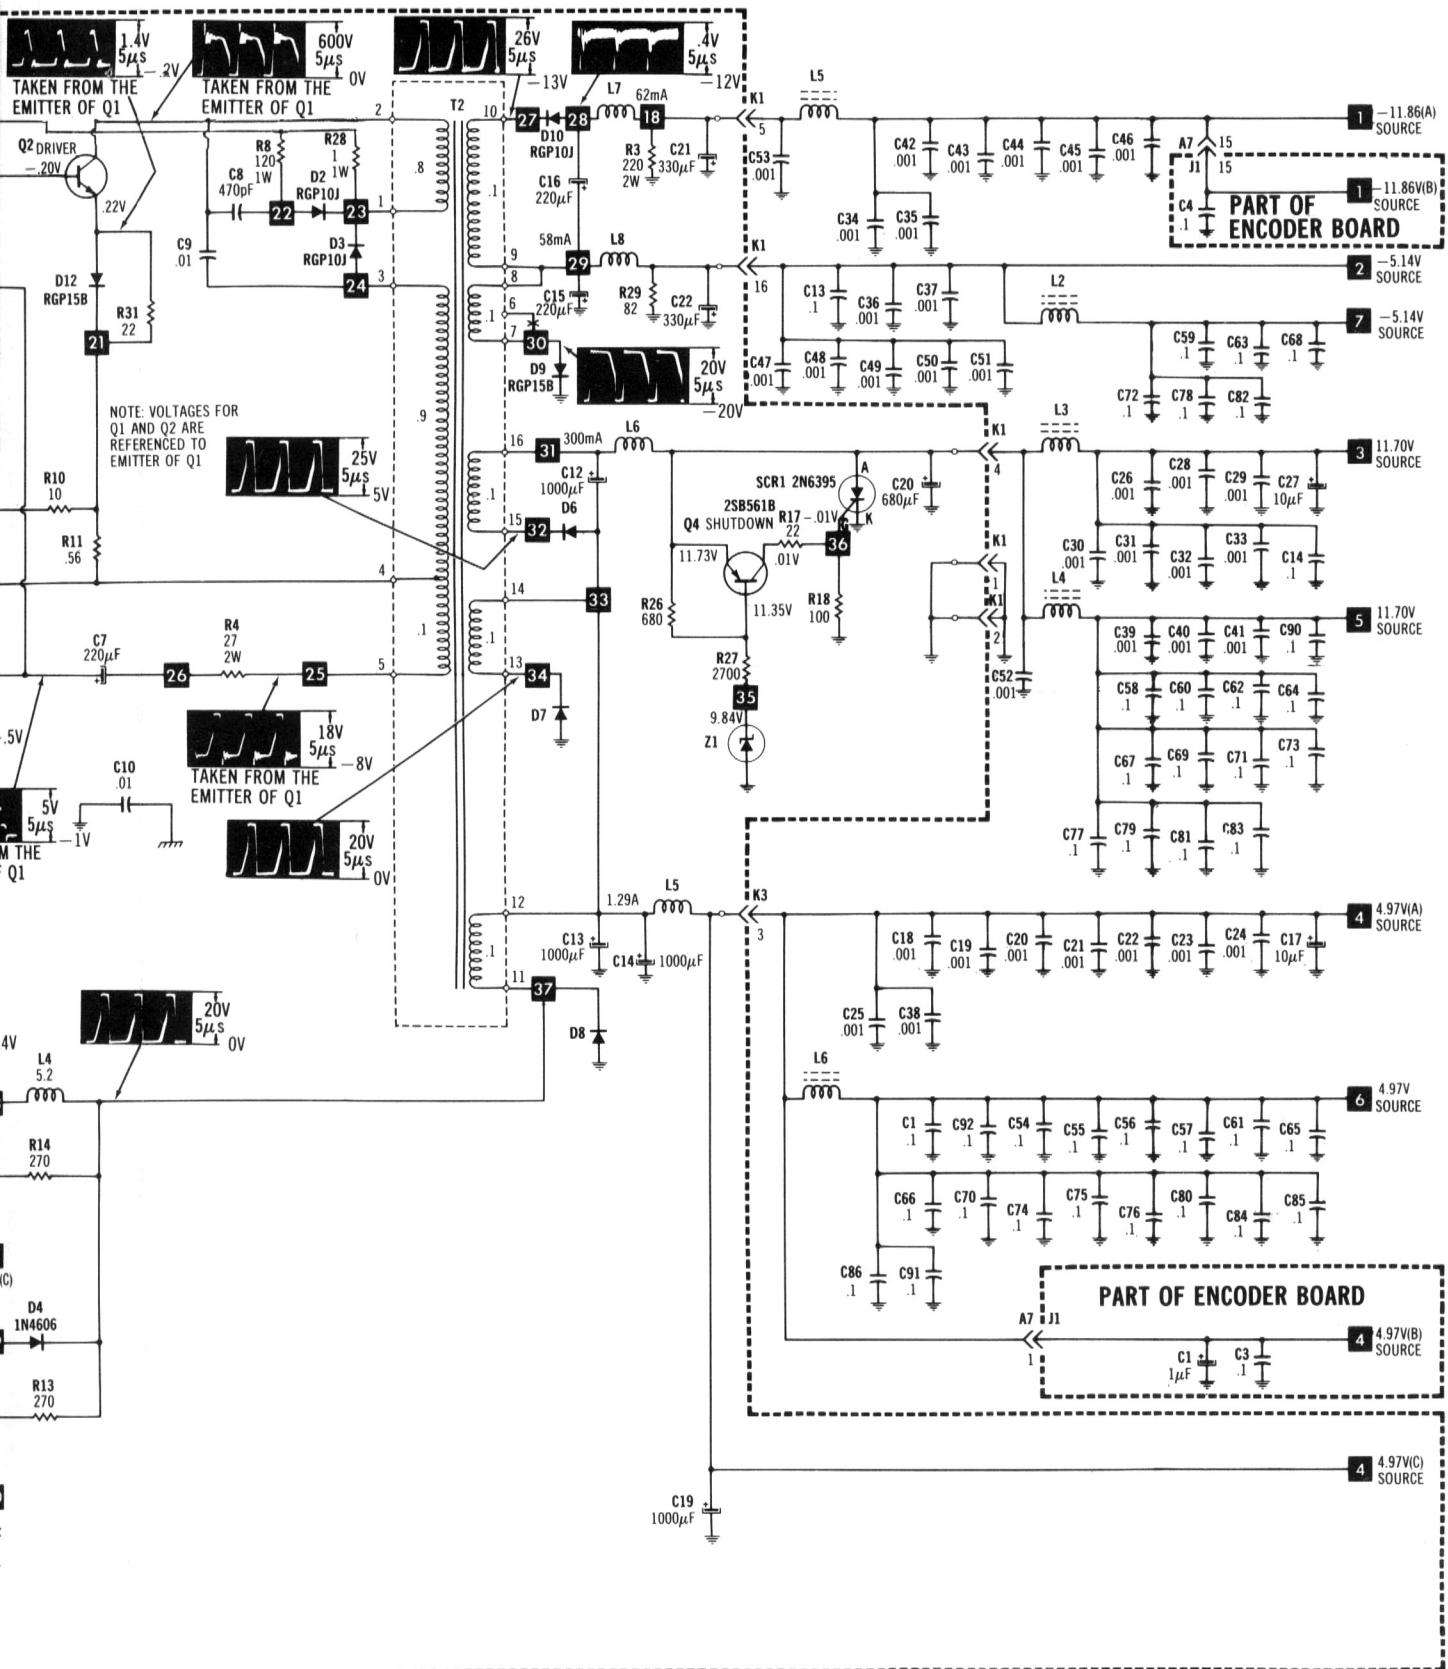 1.4V
5μs
-.2V
TAKEN FROM THE
EMITTER OF Q1
600V
5μs
0V
TAKEN FROM THE
EMITTER OF Q1
26V
5μs
-13V
.4V
5μs
-12V
Q2 DRIVER
-.20V
.22V
D12
RGP15B
R31
22
21
C8
470pF
C9
.01
R8
120
1W
D2
RGP10J
R28
1
1W
22
23
D3
RGP10J
24
T2
2
.8
1
3
.9
4
.1
5
10
.1
9
8
6
.1
7
27
D10
RGP10J
28
L7
62mA
18
R3
220
2W
C21
330μF
C16
220μF
58mA
29
L8
C15
220μF
R29
82
C22
330μF
30
D9
RGP15B
20V
5μs
-20V
K1
5
L5
C53
.001
C42
.001
C43
.001
C44
.001
C45
.001
C46
.001
C34
.001
C35
.001
A7
15
J1
15
1
-11.86(A)
SOURCE
1
-11.86V(B)
SOURCE
C4
.1
PART OF
ENCODER BOARD
K1
16
2
-5.14V
SOURCE
C13
.1
C36
.001
C37
.001
L2
7
-5.14V
SOURCE
C47
.001
C48
.001
C49
.001
C50
.001
C51
.001
C59
.1
C63
.1
C68
.1
C72
.1
C78
.1
C82
.1
NOTE: VOLTAGES FOR
Q1 AND Q2 ARE
REFERENCED TO
EMITTER OF Q1
25V
5μs
5V
R10
10
R11
.56
16
.1
15
31
300mA
L6
C12
1000μF
D6
32
14
.1
13
33
34
D7
SCR1 2N6395
A
K
G
2SB561B
Q4 SHUTDOWN
11.73V
11.35V
R17
22
-.01V
.01V
36
R18
100
R26
680
R27
2700
35
9.84V
Z1
C20
680μF
K1
4
K1
1
K1
2
L3
3
11.70V
SOURCE
C26
.001
C28
.001
C29
.001
C27
10μF
C30
.001
C31
.001
C32
.001
C33
.001
C14
.1
L4
C52
.001
5
11.70V
SOURCE
C39
.001
C40
.001
C41
.001
C90
.1
C58
.1
C60
.1
C62
.1
C64
.1
C67
.1
C69
.1
C71
.1
C73
.1
C77
.1
C79
.1
C81
.1
C83
.1
C7
220μF
26
R4
27
2W
25
18V
5μs
-8V
TAKEN FROM THE
EMITTER OF Q1
.5V
C10
.01
5V
5μs
-1V
M THE
Q1
20V
5μs
0V
12
.1
11
1.29A
L5
C13
1000μF
C14
1000μF
37
D8
K3
3
4
4.97V(A)
SOURCE
C18
.001
C19
.001
C20
.001
C21
.001
C22
.001
C23
.001
C24
.001
C17
10μF
C25
.001
C38
.001
20V
5μs
0V
4V
L4
5.2
L6
6
4.97V
SOURCE
C1
.1
C92
.1
C54
.1
C55
.1
C56
.1
C57
.1
C61
.1
C65
.1
R14
270
C66
.1
C70
.1
C74
.1
C75
.1
C76
.1
C80
.1
C84
.1
C85
.1
C86
.1
C91
.1
(C)
D4
1N4606
R13
270
PART OF ENCODER BOARD
A7
J1
1
C1
1μF
C3
.1
4
4.97V(B)
SOURCE
4
4.97V(C)
SOURCE
C19
1000μF